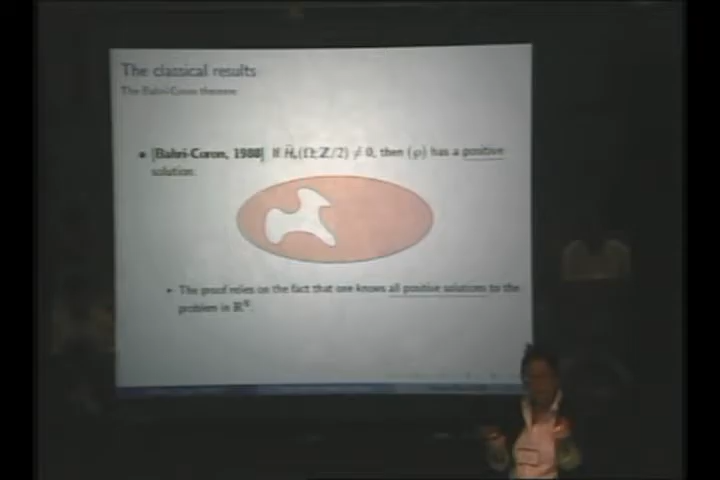 The classical results
The Bahri-Coron theorem
• [Bahri-Coron, 1988] If H̃*(Ω;ℤ/2) ≠ 0, then (℘) has a positive
solution.
▸ The proof relies on the fact that one knows all positive solutions to the
problem in ℝᴺ.